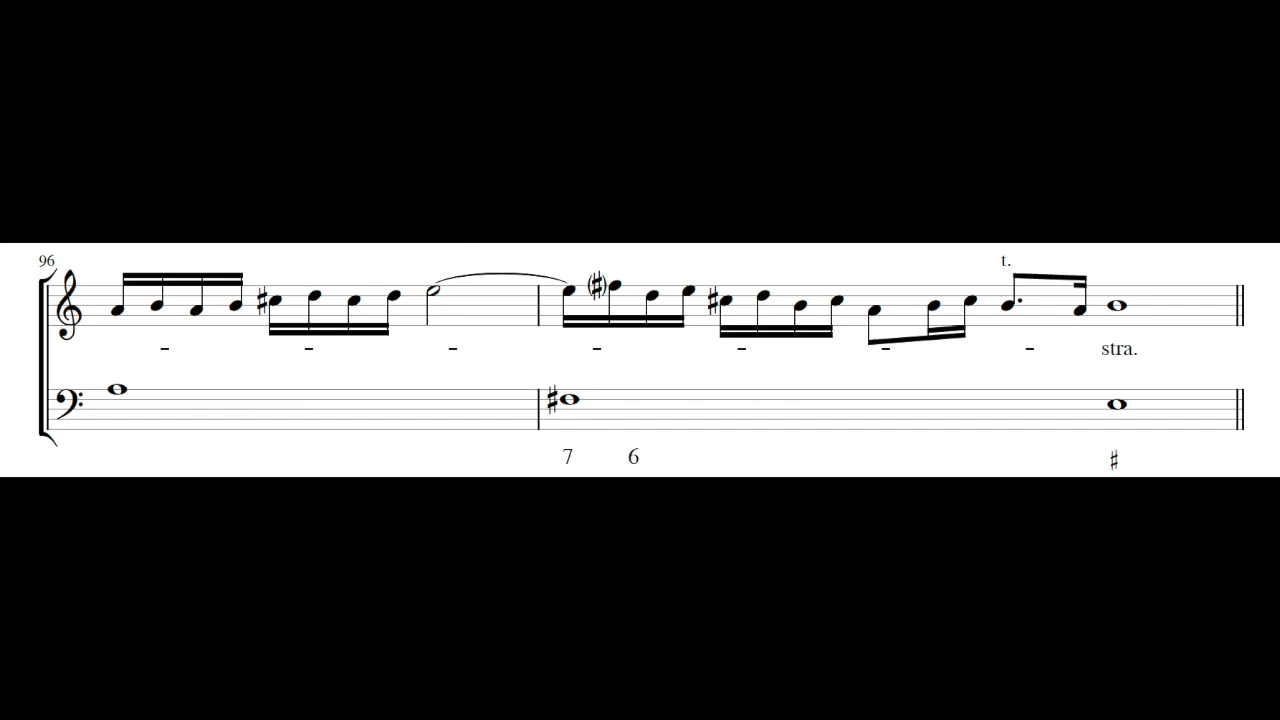 96
t.
- - - - - - - stra.
7 6 ♯